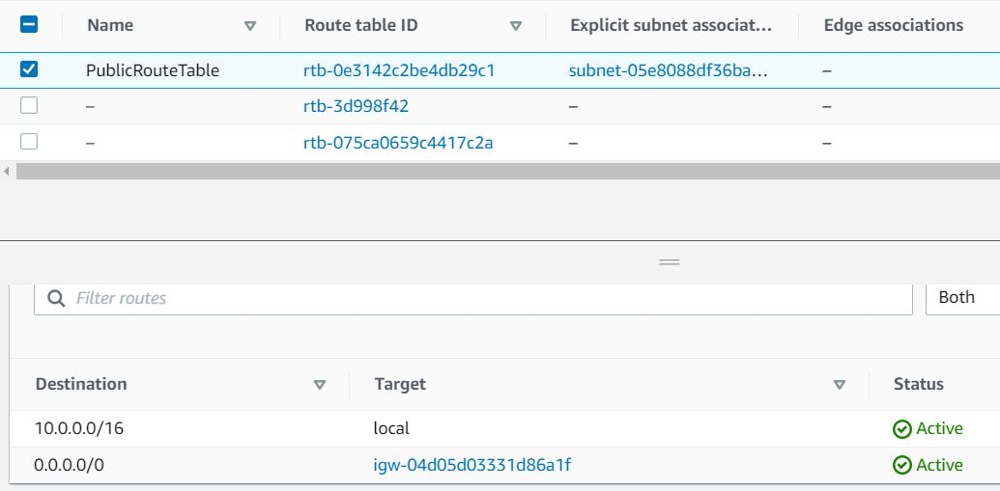 Name Route table ID Explicit subnet associat... Edge associations
PublicRouteTable rtb-0e3142c2be4db29c1 subnet-05e8088df36ba... –
– rtb-3d998f42 – –
– rtb-075ca0659c4417c2a – –
Filter routes Both
Destination Target Status
10.0.0.0/16 local Active
0.0.0.0/0 igw-04d05d03331d86a1f Active